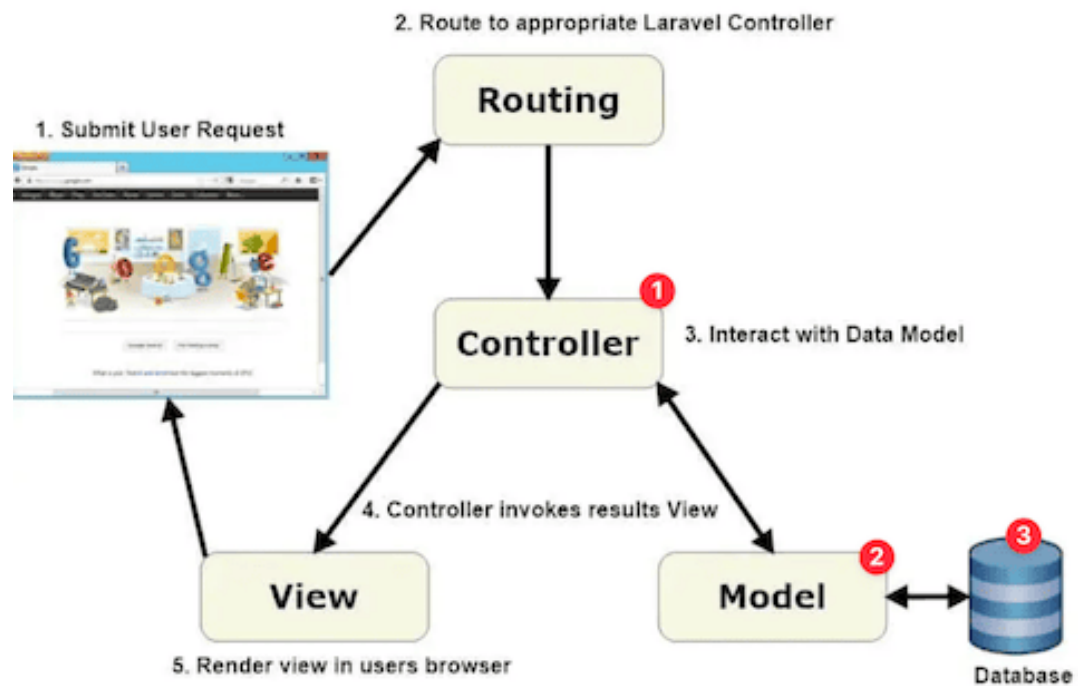 2. Route to appropriate Laravel Controller
Routing
1. Submit User Request
Google
Controller
1
3. Interact with Data Model
4. Controller invokes results View
View
Model
2
3
5. Render view in users browser
Database